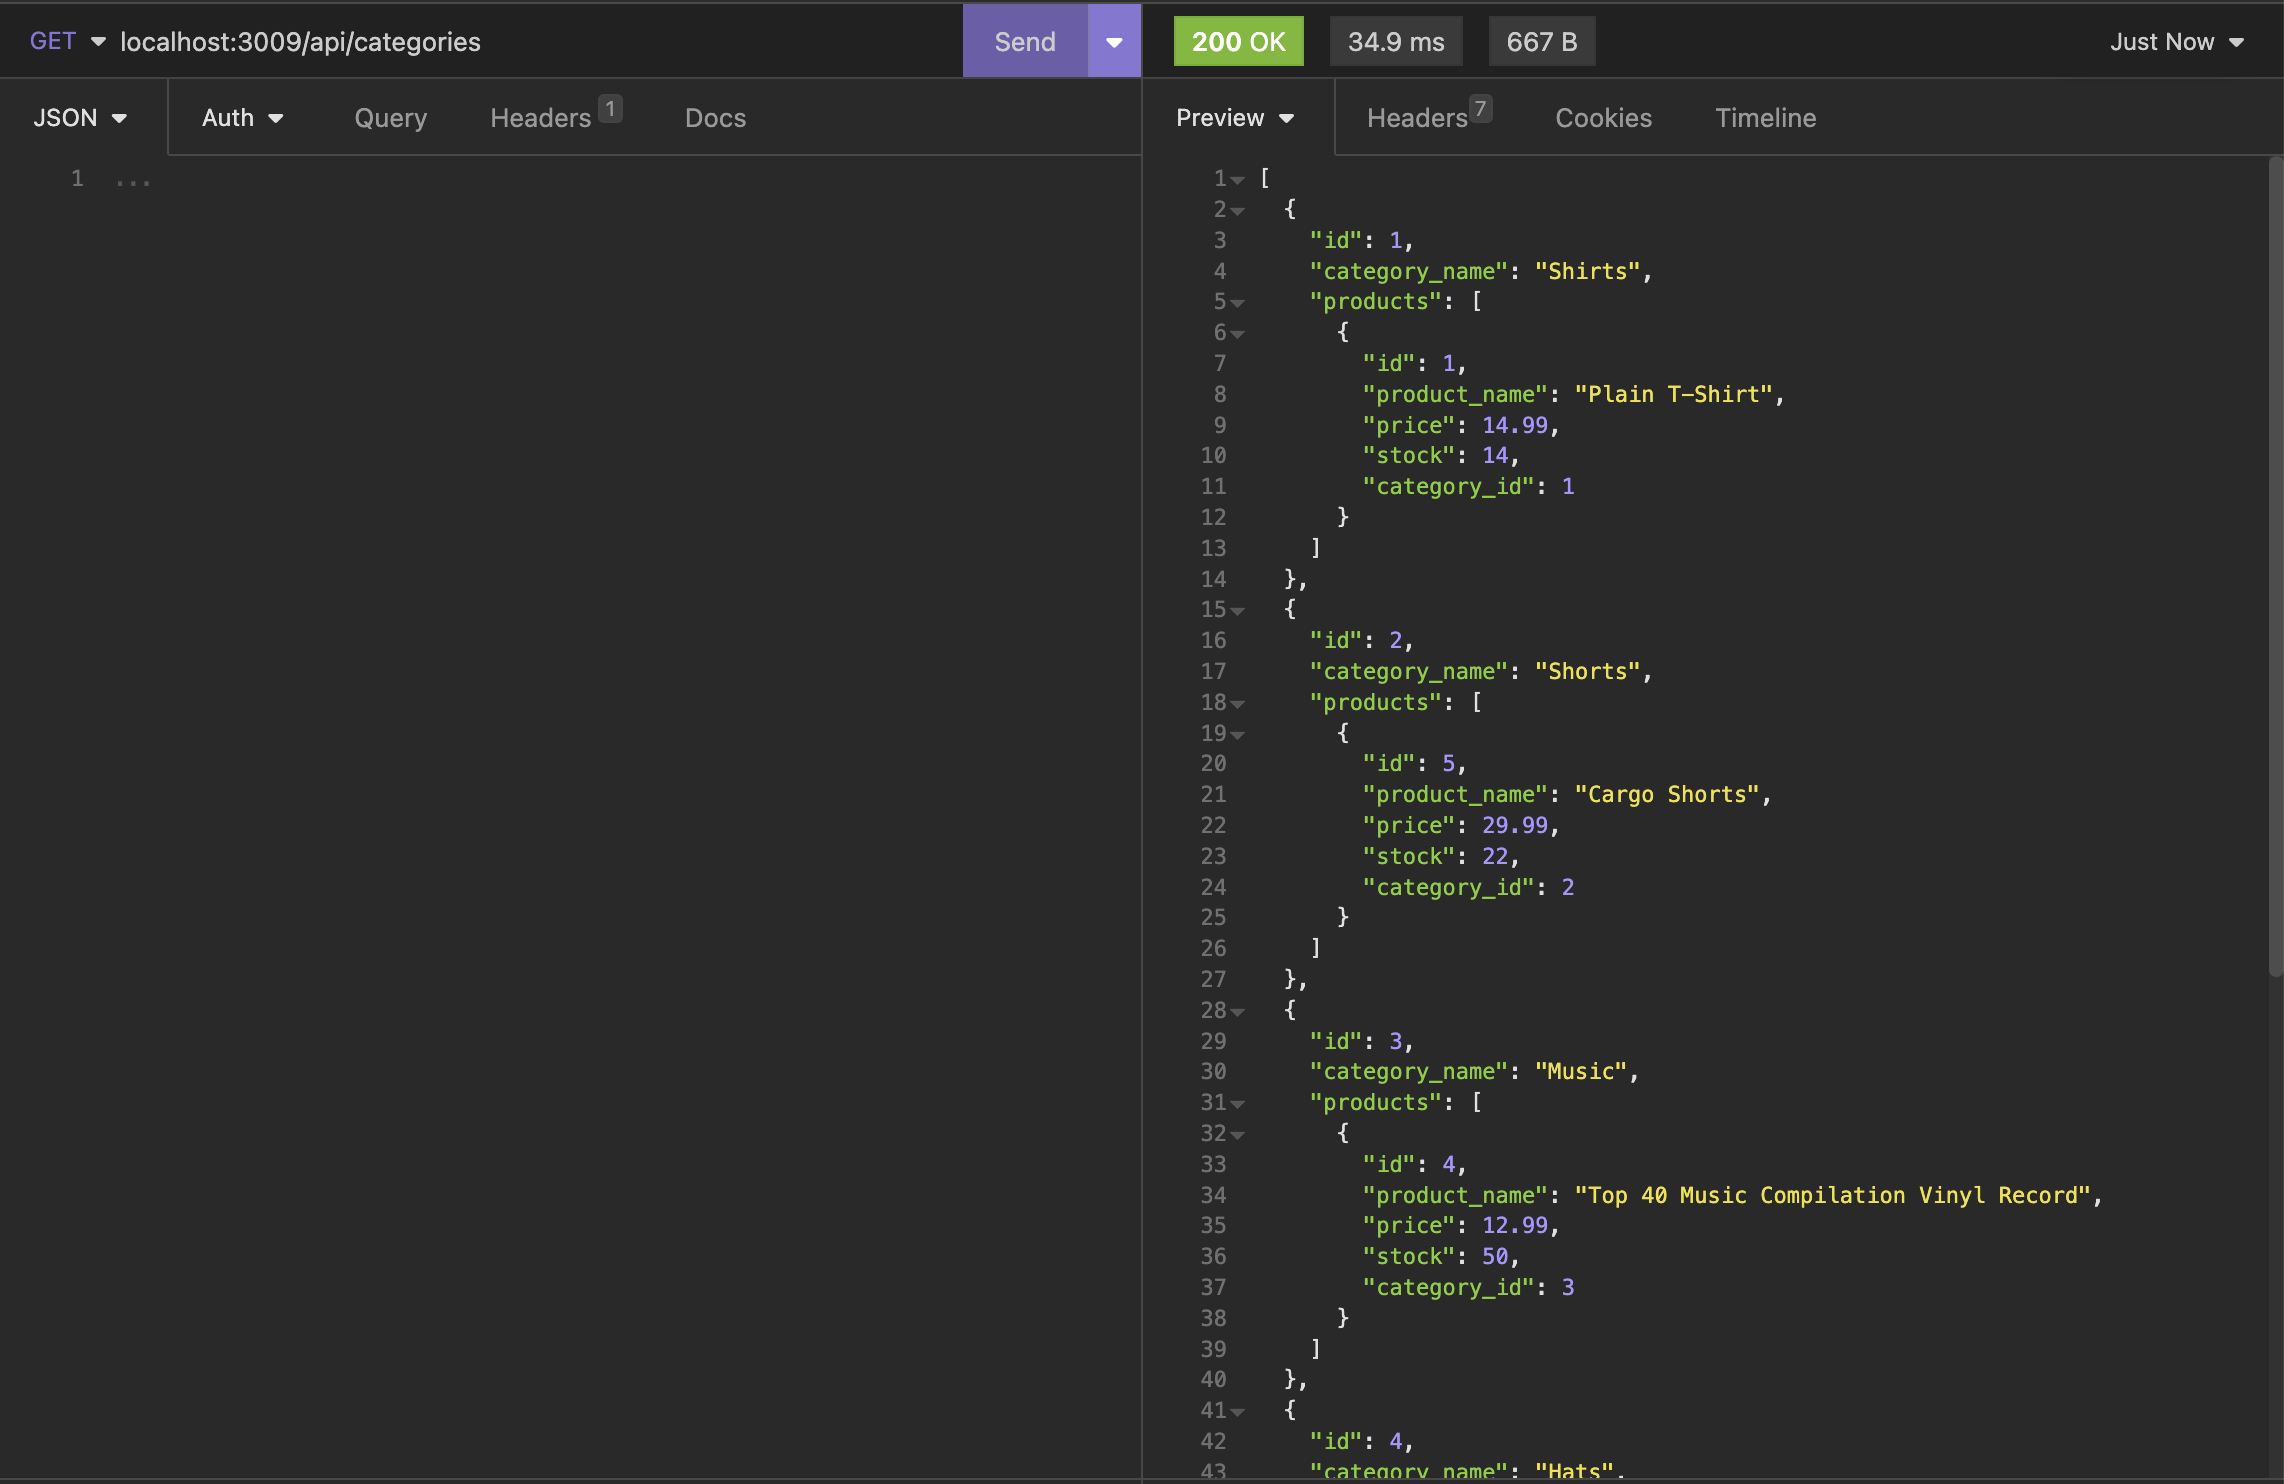 GET localhost:3009/api/categories Send 200 OK 34.9 ms 667 B Just Now
JSON Auth Query Headers 1 Docs Preview Headers 7 Cookies Timeline
1 ...
1 [
2 {
3 "id": 1,
4 "category_name": "Shirts",
5 "products": [
6 {
7 "id": 1,
8 "product_name": "Plain T-Shirt",
9 "price": 14.99,
10 "stock": 14,
11 "category_id": 1
12 }
13 ]
14 },
15 {
16 "id": 2,
17 "category_name": "Shorts",
18 "products": [
19 {
20 "id": 5,
21 "product_name": "Cargo Shorts",
22 "price": 29.99,
23 "stock": 22,
24 "category_id": 2
25 }
26 ]
27 },
28 {
29 "id": 3,
30 "category_name": "Music",
31 "products": [
32 {
33 "id": 4,
34 "product_name": "Top 40 Music Compilation Vinyl Record",
35 "price": 12.99,
36 "stock": 50,
37 "category_id": 3
38 }
39 ]
40 },
41 {
42 "id": 4,
43 "category_name": "Hats",